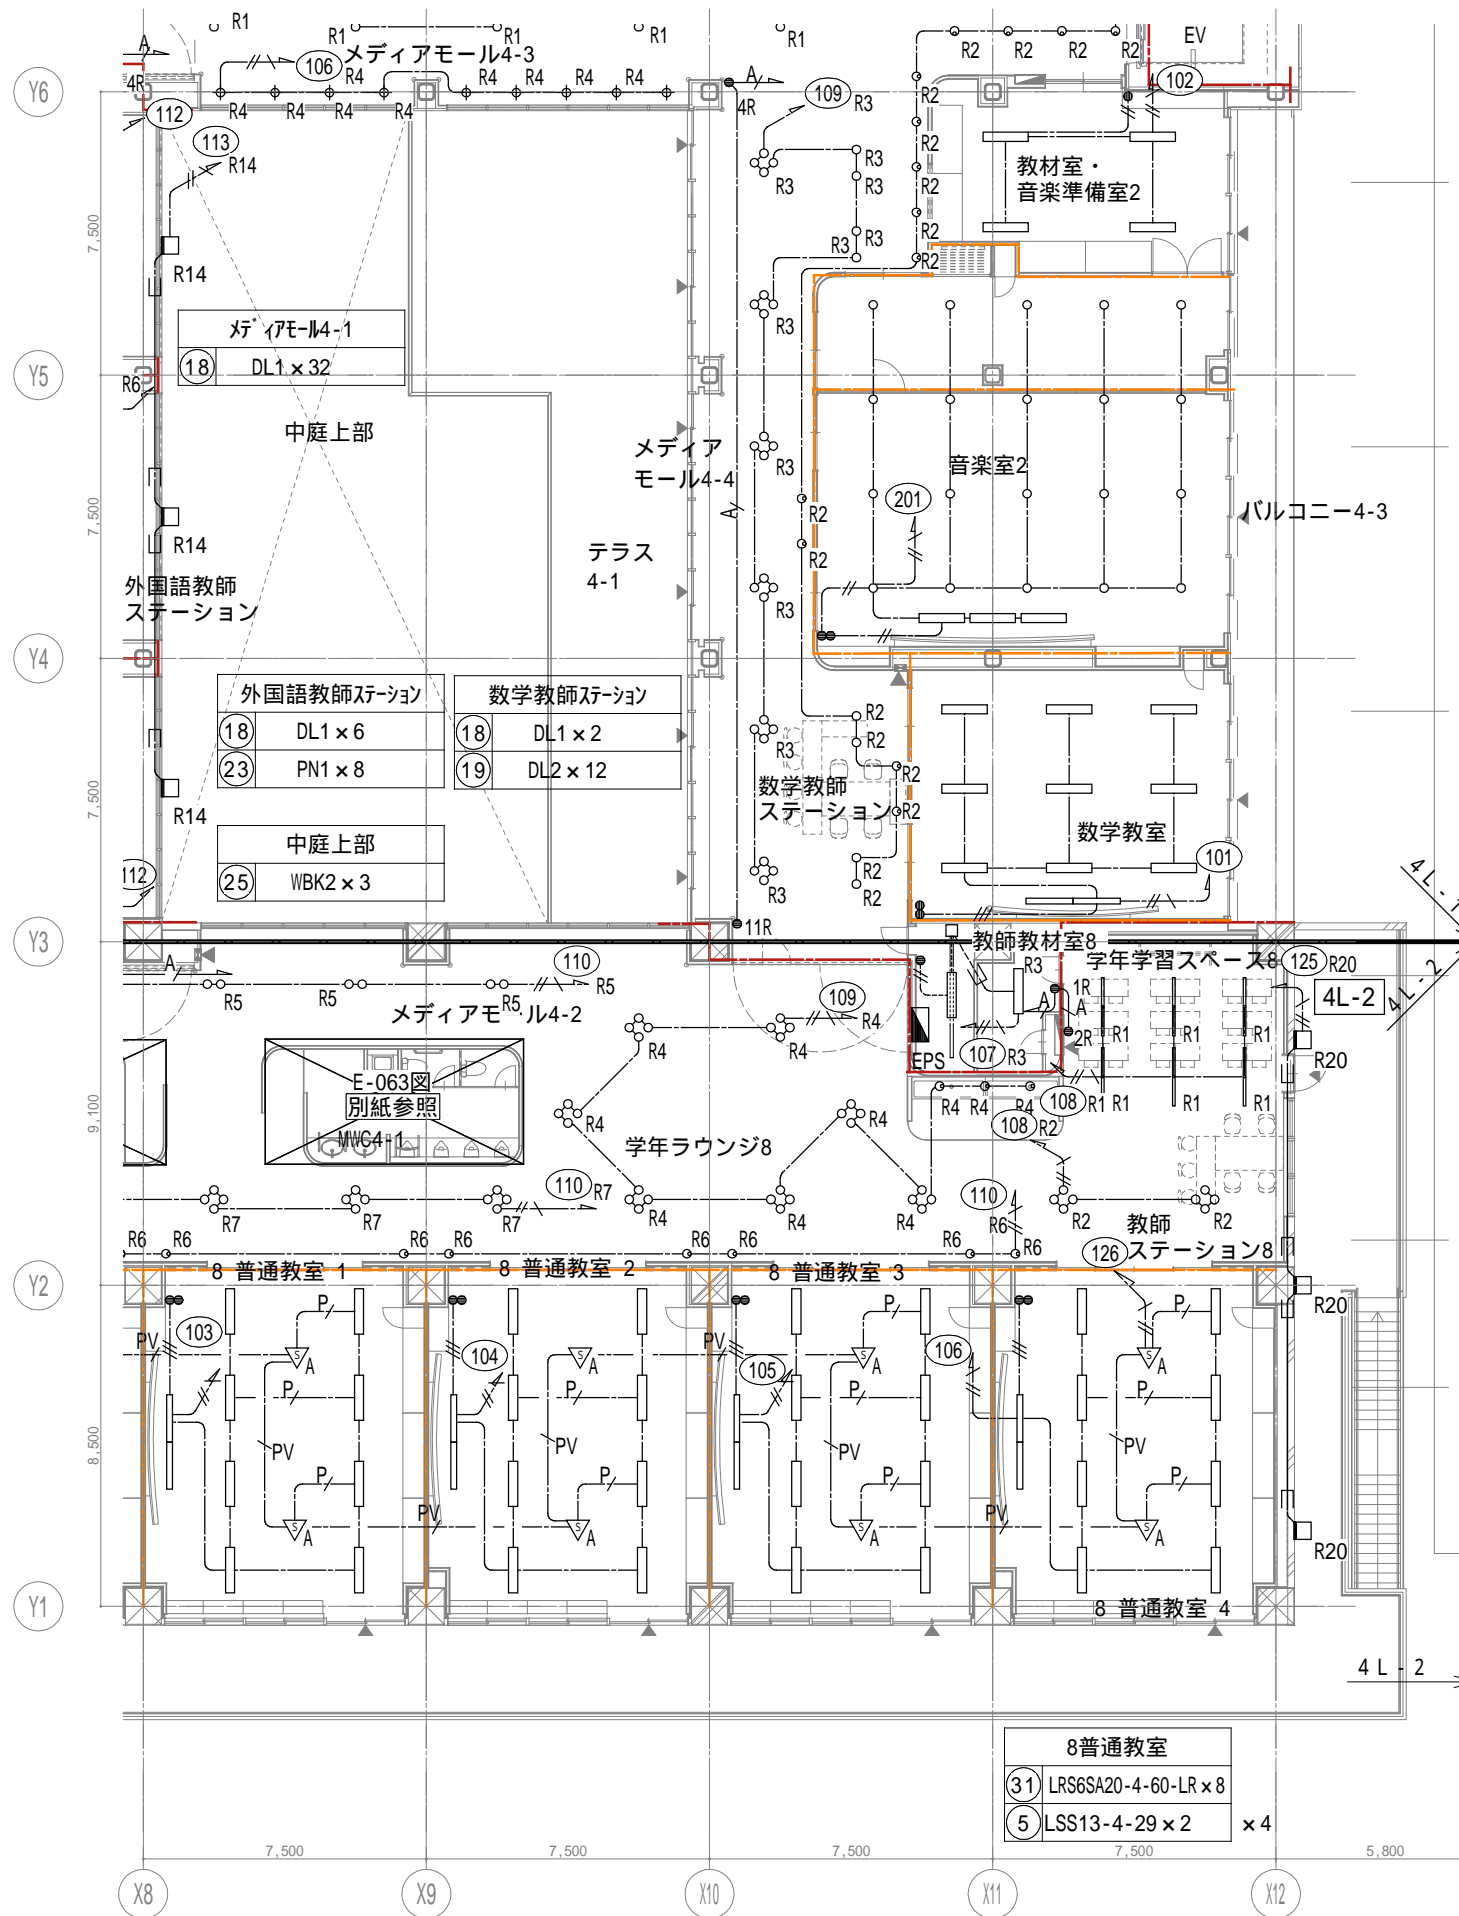 R1
R1
R1
R1
R2
R2
R2
R2
EV
A
106
メディアモール4-3
R4
R4
R4
R4
R4
A
102
Y6
4R
R4
R4
R4
R4
4R
109
R3
R2
112
113
R14
R3
R3
R3
R2
R2
教材室・
音楽準備室2
7,500
R3
R3
R2
R2
R14
R3
メディアモール4-1
18
DL1×32
Y5
R6
中庭上部
メディア
モール4-4
R3
音楽室2
201
A
R2
バルコニー4-3
7,500
R14
テラス
4-1
R2
外国語教師
ステーション
R3
Y4
外国語教師ステーション
18
DL1×6
23
PN1×8
数学教師ステーション
18
DL1×2
19
DL2×12
R3
R2
R2
R2
7,500
R14
数学教師
ステーション
R2
数学教室
中庭上部
25
WBK2×3
112
101
R3
R2
R2
4L-1
Y3
11R
教師教材室8
学年学習スペース8
125
R20
A
110
R5
R5
R5
R5
メディアモール4-2
109
R4
R3
1R
A
A
4L-2
4L-2
R4
R4
2R
R1
R1
R1
107
R3
EPS
R20
E-063図
別紙参照
MWC4-1
9,100
R4
R4
R4
R4
R4
108
R1
R1
R1
108
R2
学年ラウンジ8
110
R7
R7
R7
R7
R4
R4
R4
110
R6
R2
R2
教師
ステーション8
R6
R6
R6
R6
R6
R6
R6
126
8 普通教室 1
8 普通教室 2
8 普通教室 3
Y2
R20
103
P
P
P
P
PV
PV
A
A
A
A
104
105
106
P
P
P
P
8,500
PV
PV
PV
PV
P
P
P
P
PV
PV
A
A
A
A
R20
Y1
8 普通教室 4
4L-2
8普通教室
31
LRS6SA20-4-60-LR×8
5
LSS13-4-29×2
×4
7,500
7,500
7,500
7,500
5,800
X8
X9
X10
X11
X12